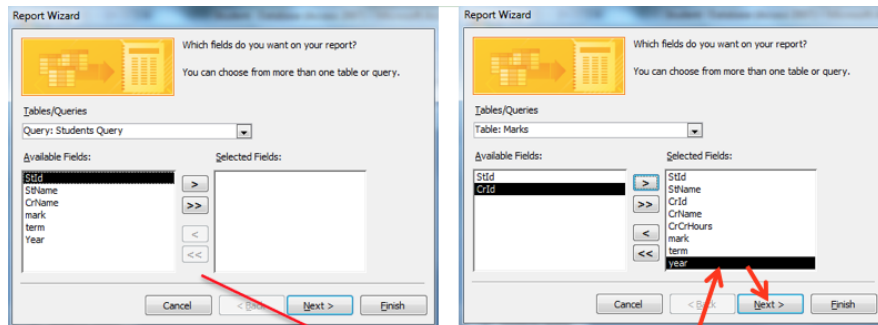 Report Wizard
Which fields do you want on your report?
You can choose from more than one table or query.
Tables/Queries
Query: Students Query
Available Fields:
Selected Fields:
StId
StName
CrName
mark
term
Year
>
>>
<
<<
Cancel
< Back
Next >
Finish
Report Wizard
Which fields do you want on your report?
You can choose from more than one table or query.
Tables/Queries
Table: Marks
Available Fields:
Selected Fields:
StId
CrId
>
>>
<
<<
StId
StName
CrId
CrName
CrCrHours
mark
term
year
Cancel
< Back
Next >
Finish